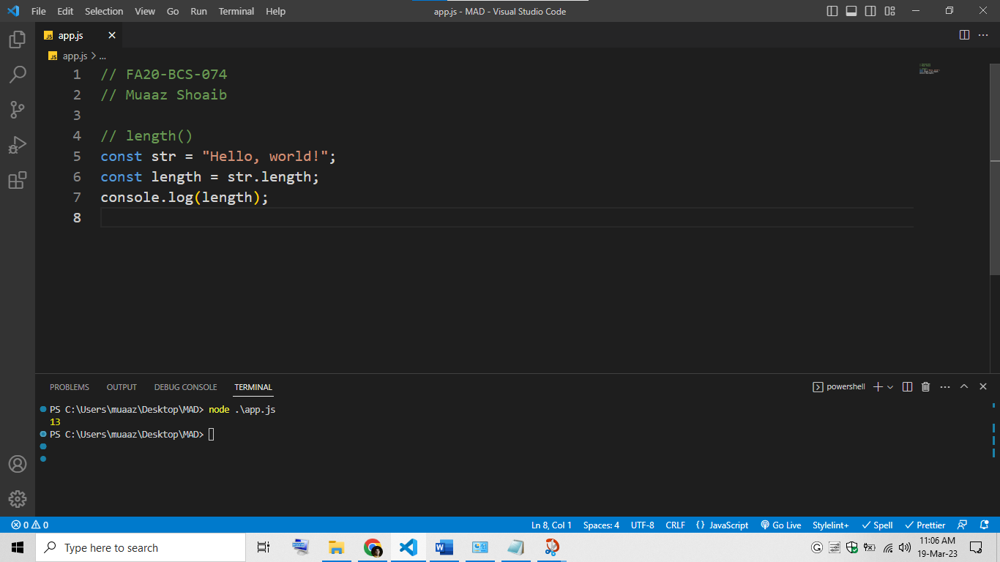 File Edit Selection View Go Run Terminal Help app.js - MAD - Visual Studio Code
JS app.js
JS app.js > ...
1 // FA20-BCS-074
2 // Muaaz Shoaib
3
4 // length()
5 const str = "Hello, world!";
6 const length = str.length;
7 console.log(length);
8
PROBLEMS OUTPUT DEBUG CONSOLE TERMINAL powershell
PS C:\Users\muaaz\Desktop\MAD> node .\app.js
13
PS C:\Users\muaaz\Desktop\MAD>
0 0 Ln 8, Col 1 Spaces: 4 UTF-8 CRLF {} JavaScript Go Live Stylelint+ Spell Prettier
Type here to search 11:06 AM
19-Mar-23